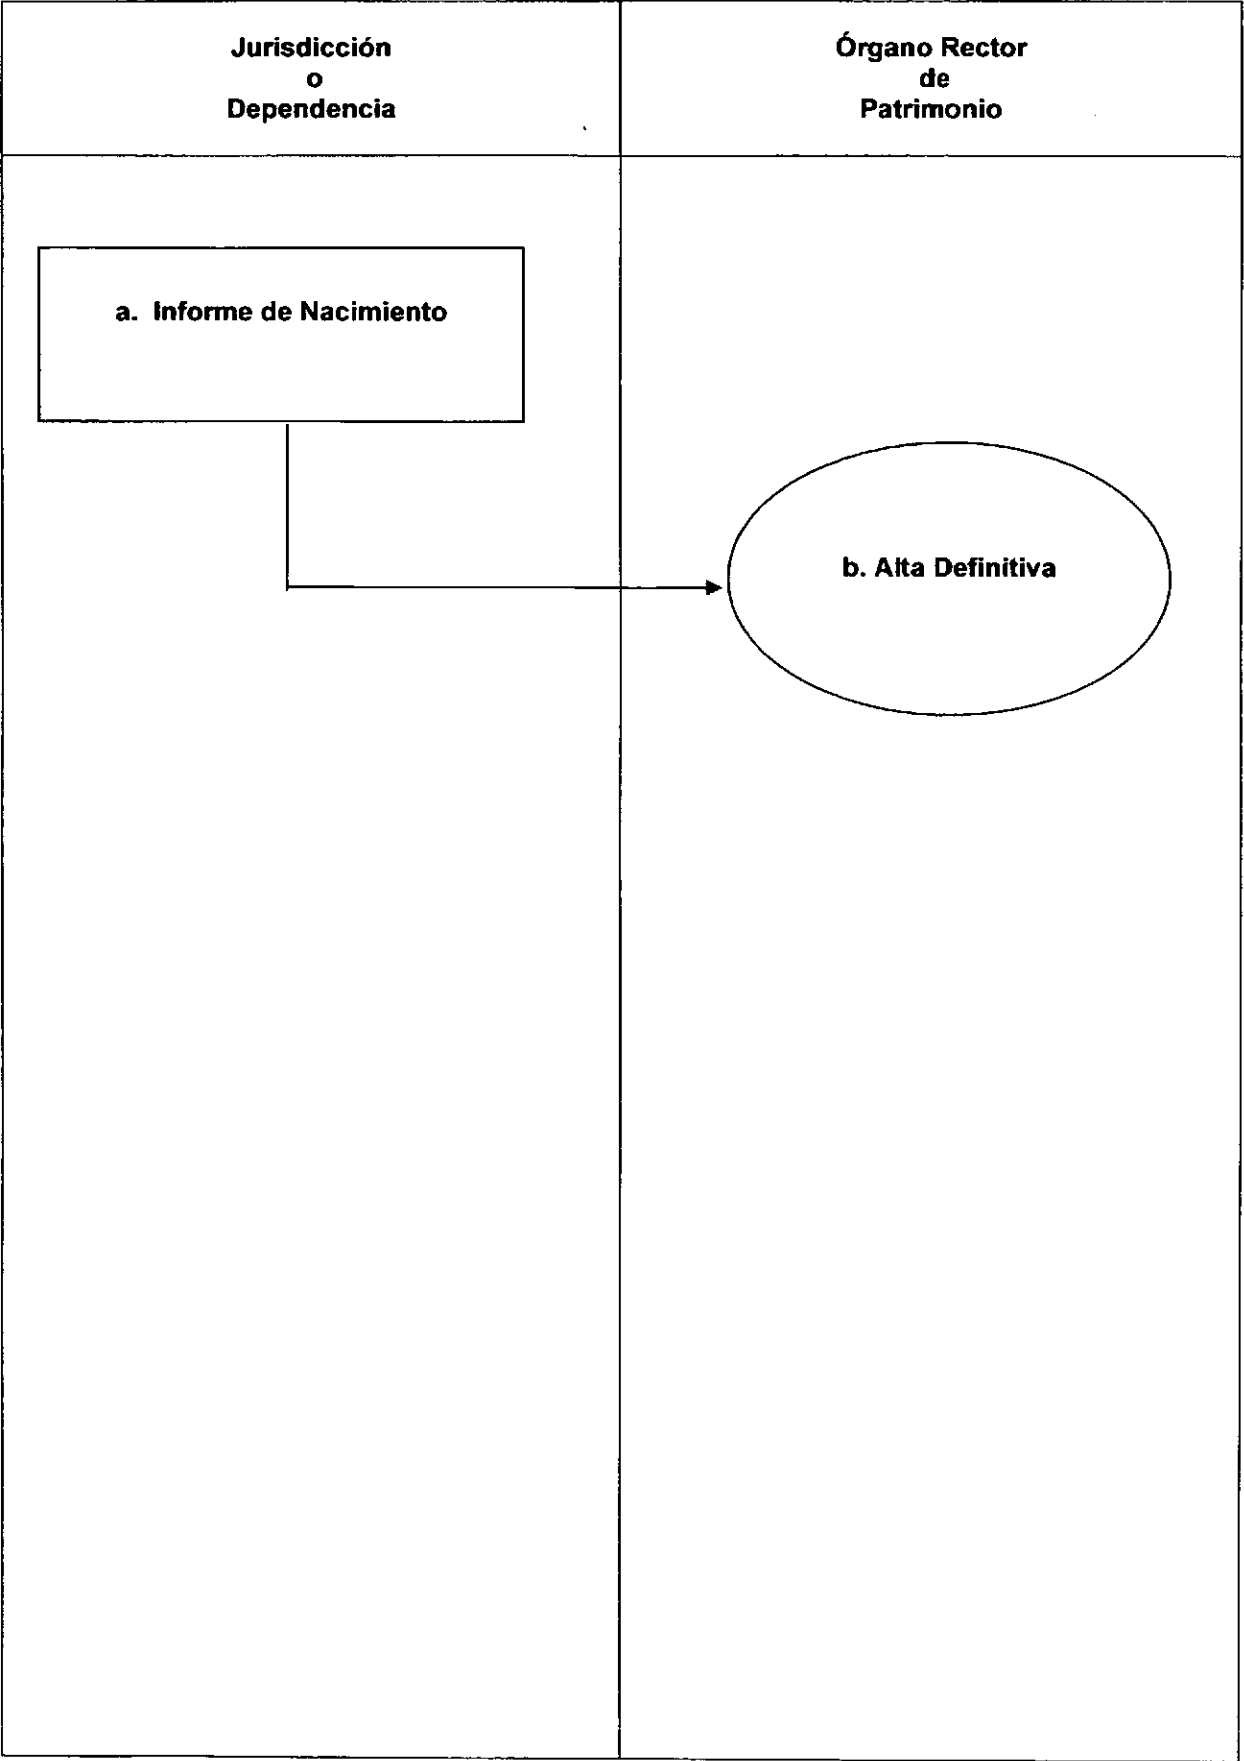 Jurisdicción
o
Dependencia
Órgano Rector
de
Patrimonio
a. Informe de Nacimiento
b. Alta Definitiva